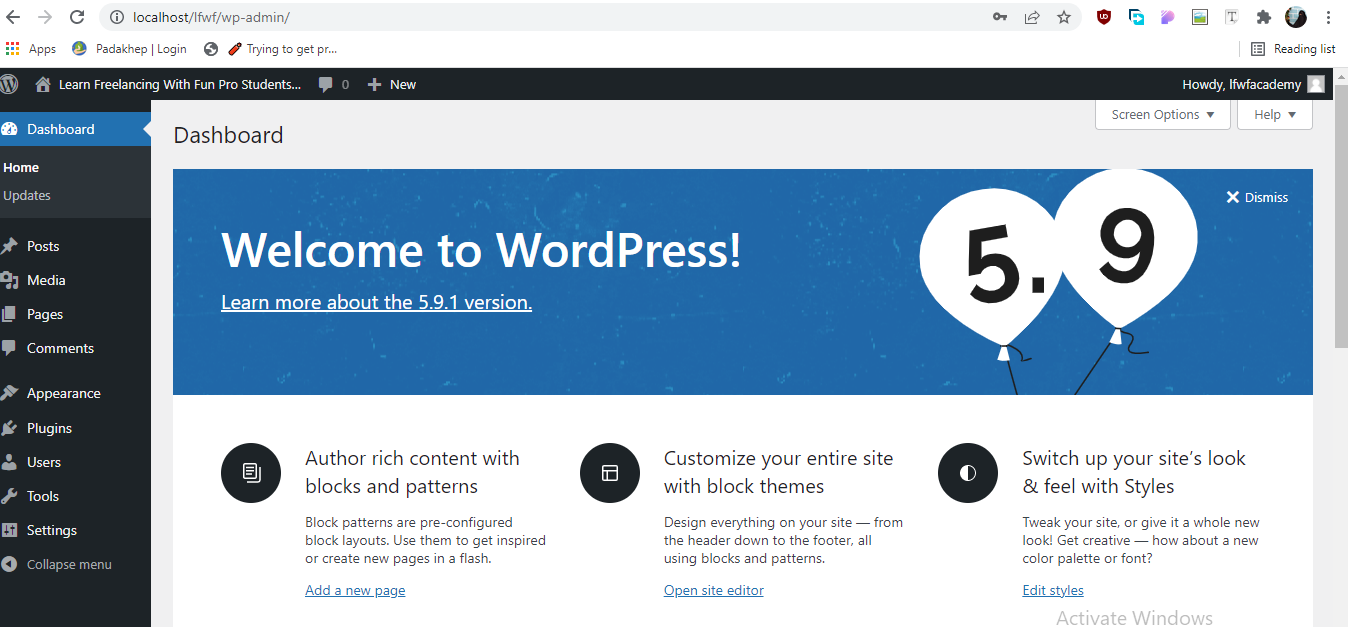 localhost/lfwf/wp-admin/
Apps
Padakhep | Login
Trying to get pr...
Reading list
Learn Freelancing With Fun Pro Students...
0
New
Howdy, lfwfacademy
Dashboard
Home
Updates
Posts
Media
Pages
Comments
Appearance
Plugins
Users
Tools
Settings
Collapse menu
Dashboard
Screen Options
Help
Dismiss
Welcome to WordPress!
Learn more about the 5.9.1 version.
5.9
Author rich content with
blocks and patterns
Block patterns are pre-configured
block layouts. Use them to get inspired
or create new pages in a flash.
Add a new page
Customize your entire site
with block themes
Design everything on your site — from
the header down to the footer, all
using blocks and patterns.
Open site editor
Switch up your site’s look
& feel with Styles
Tweak your site, or give it a whole new
look! Get creative — how about a new
color palette or font?
Edit styles
Activate Windows